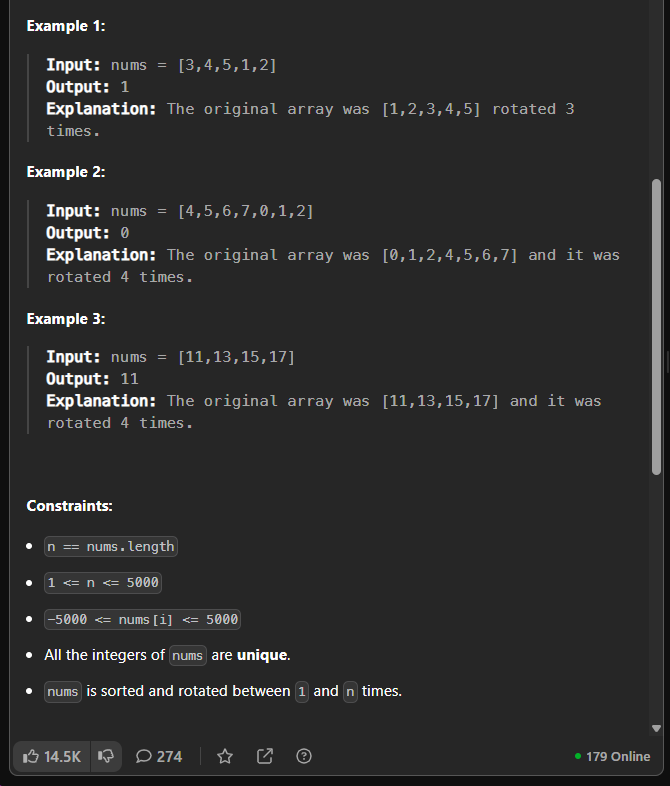 Example 1:
Input: nums = [3,4,5,1,2]
Output: 1
Explanation: The original array was [1,2,3,4,5] rotated 3
times.
Example 2:
Input: nums = [4,5,6,7,0,1,2]
Output: 0
Explanation: The original array was [0,1,2,4,5,6,7] and it was
rotated 4 times.
Example 3:
Input: nums = [11,13,15,17]
Output: 11
Explanation: The original array was [11,13,15,17] and it was
rotated 4 times.
Constraints:
• n == nums.length
• 1 <= n <= 5000
• -5000 <= nums[i] <= 5000
• All the integers of nums are unique.
• nums is sorted and rotated between 1 and n times.
14.5K 274 179 Online